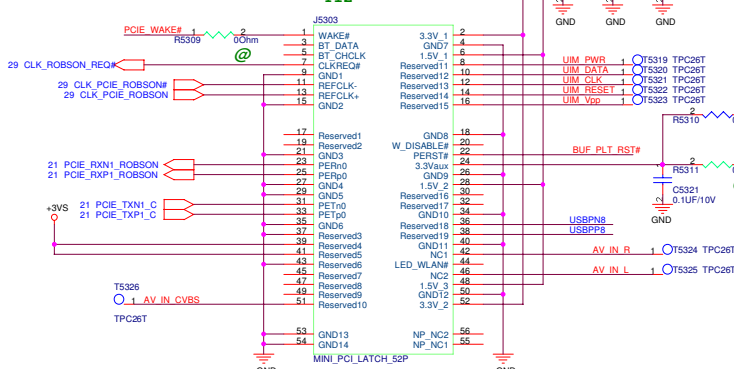 GND GND GND
J5303
PCIE_WAKE# 1 2 R5309 0Ohm
@
29 CLK_ROBSON_REQ#
29 CLK_PCIE_ROBSON#
29 CLK_PCIE_ROBSON
21 PCIE_RXN1_ROBSON
21 PCIE_RXP1_ROBSON
21 PCIE_TXN1_C
21 PCIE_TXP1_C
+3VS
T5326
1 AV_IN_CVBS
TPC26T
1 WAKE# 3.3V_1 2
3 BT_DATA GND7 4
5 BT_CHCLK 1.5V_1 6
7 CLKREQ# Reserved11 8
9 GND1 Reserved12 10
11 REFCLK- Reserved13 12
13 REFCLK+ Reserved14 14
15 GND2 Reserved15 16
17 Reserved1 GND8 18
19 Reserved2 W_DISABLE# 20
21 GND3 PERST# 22
23 PERn0 3.3Vaux 24
25 PERp0 GND9 26
27 GND4 1.5V_2 28
29 GND5 Reserved16 30
31 PETn0 Reserved17 32
33 PETp0 GND10 34
35 GND6 Reserved18 36
37 Reserved3 Reserved19 38
39 Reserved4 GND11 40
41 Reserved5 NC1 42
43 Reserved6 LED_WLAN# 44
45 Reserved7 NC2 46
47 Reserved8 1.5V_3 48
49 Reserved9 GND12 50
51 Reserved10 3.3V_2 52
53 GND13 NP_NC2 56
54 GND14 NP_NC1 55
MINI_PCI_LATCH_52P
GND GND
UIM_PWR 1 T5319 TPC26T
UIM_DATA 1 T5320 TPC26T
UIM_CLK 1 T5321 TPC26T
UIM_RESET 1 T5322 TPC26T
UIM_Vpp 1 T5323 TPC26T
R5310
BUF_PLT_RST#
R5311
C5321
0.1UF/10V
GND
USBPN8
USBPP8
AV_IN_R 1 T5324 TPC26T
AV_IN_L 1 T5325 TPC26T